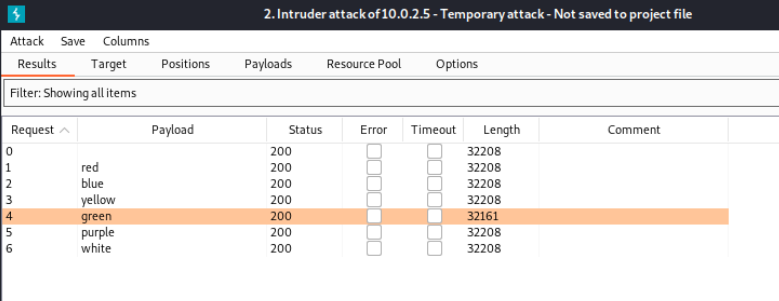 2. Intruder attack of 10.0.2.5 - Temporary attack - Not saved to project file
Attack Save Columns
Results Target Positions Payloads Resource Pool Options
Filter: Showing all items
Request Payload Status Error Timeout Length Comment
0 200 32208
1 red 200 32208
2 blue 200 32208
3 yellow 200 32208
4 green 200 32161
5 purple 200 32208
6 white 200 32208